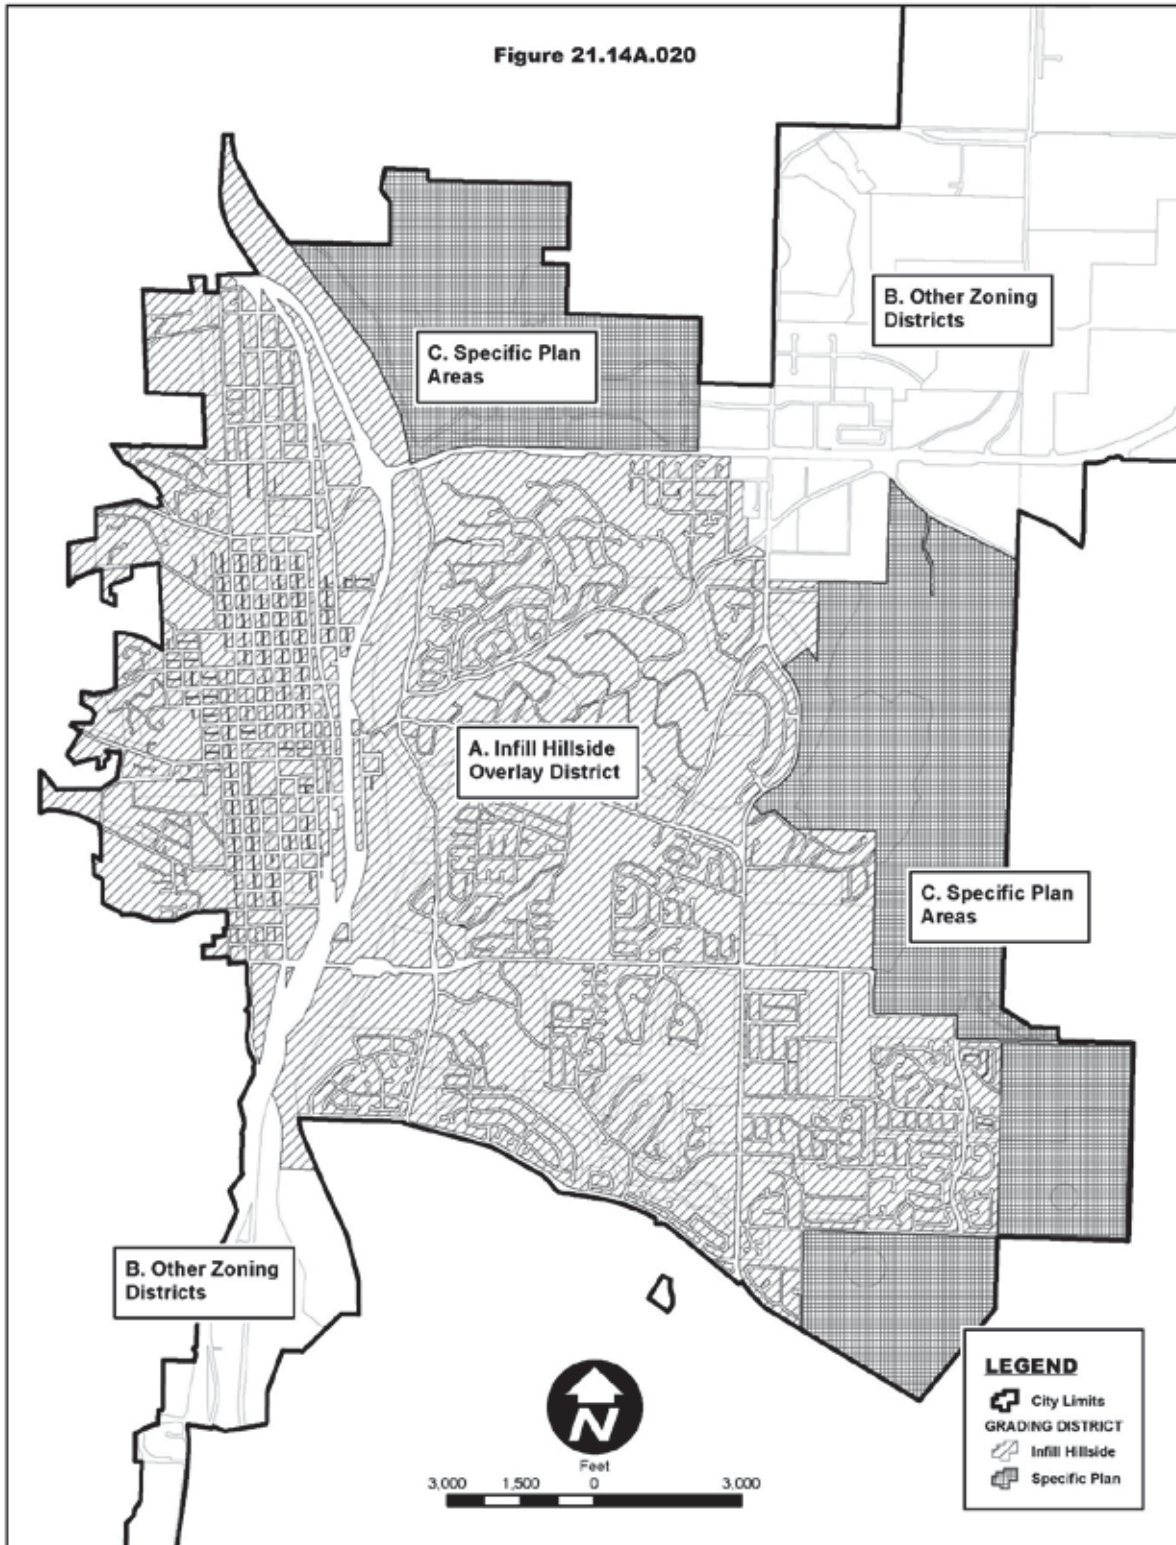 Figure 21.14A.020
B. Other Zoning
Districts
C. Specific Plan
Areas
A. Infill Hillside
Overlay District
C. Specific Plan
Areas
B. Other Zoning
Districts
LEGEND
City Limits
GRADING DISTRICT
Infill Hillside
Specific Plan
N
Feet
3,000 1,500 0 3,000